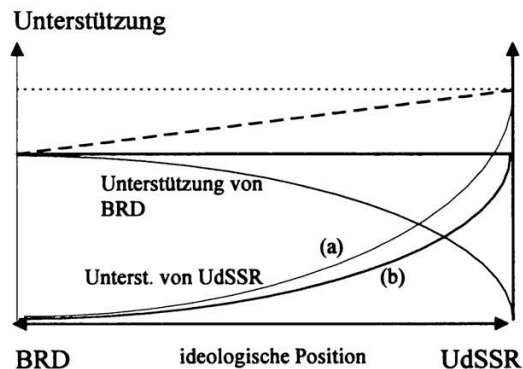 Unterstützung
Unterstützung von
BRD
(a)
Unterst. von UdSSR
(b)
BRD
ideologische Position
UdSSR